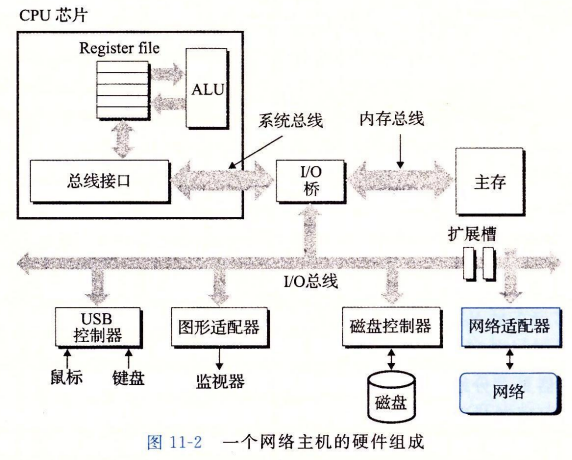 CPU 芯片
Register file
ALU
系统总线
内存总线
总线接口
I/O
桥
主存
扩展槽
I/O总线
USB
控制器
图形适配器
磁盘控制器
网络适配器
鼠标
键盘
监视器
磁盘
网络
图 11-2 一个网络主机的硬件组成